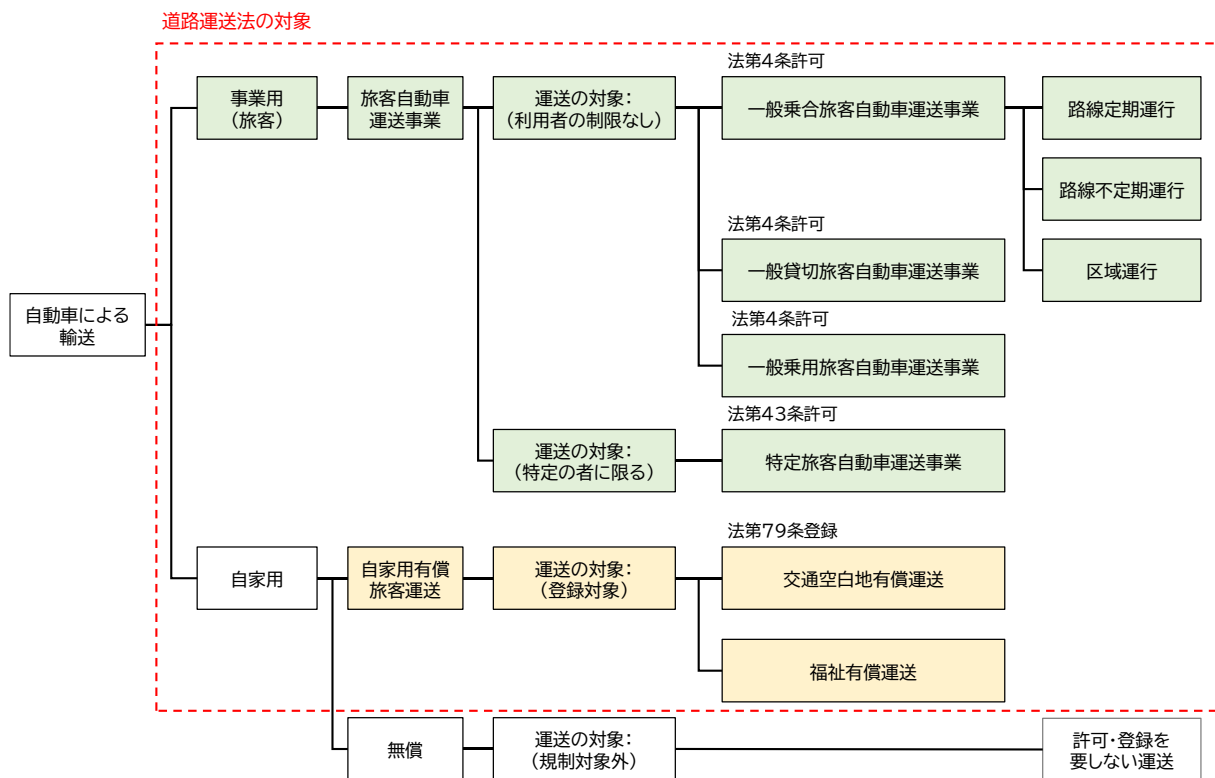 道路運送法の対象
法第4条許可
事業用
（旅客）
旅客自動車
運送事業
運送の対象：
（利用者の制限なし）
一般乗合旅客自動車運送事業
路線定期運行
路線不定期運行
法第4条許可
一般貸切旅客自動車運送事業
区域運行
自動車による
輸送
法第4条許可
一般乗用旅客自動車運送事業
法第43条許可
運送の対象：
（特定の者に限る）
特定旅客自動車運送事業
法第79条登録
自家用
自家用有償
旅客運送
運送の対象：
（登録対象）
交通空白地有償運送
福祉有償運送
無償
運送の対象：
（規制対象外）
許可・登録を
要しない運送